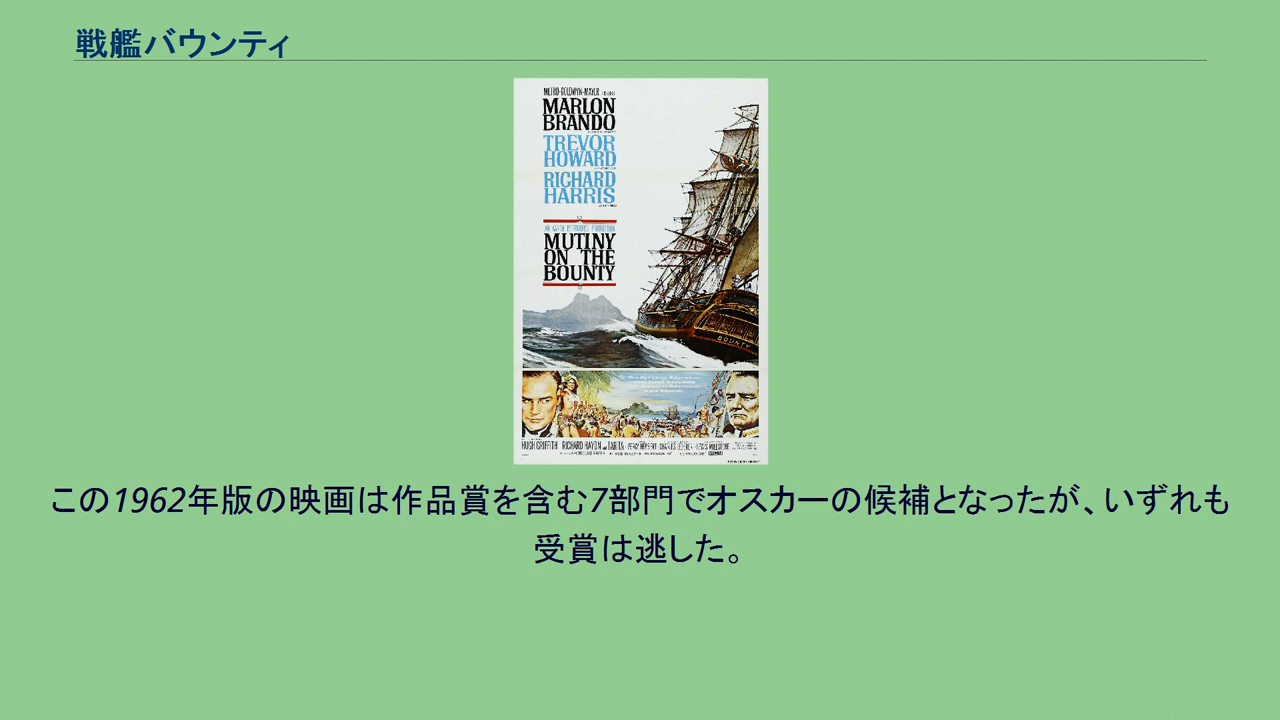 戦艦バウンティ
METRO-GOLDWYN-MAYER
MARLON
BRANDO
TREVOR
HOWARD
RICHARD
HARRIS
MUTINY
ON THE
BOUNTY
BOUNTY
HUGH GRIFFITH RICHARD HAYDN AND TARITA
この1962年版の映画は作品賞を含む7部門でオスカーの候補となったが、いずれも
受賞は逃した。